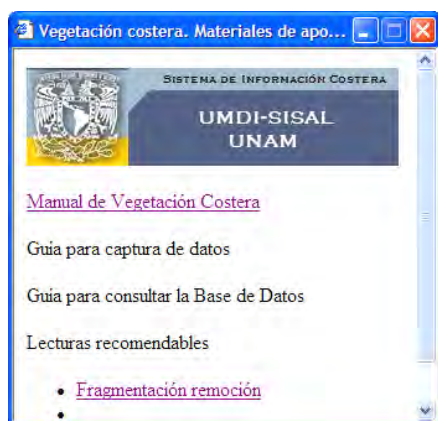 Vegetación costera. Materiales de apo...
SISTEMA DE INFORMACIÓN COSTERA
UMDI-SISAL
UNAM
Manual de Vegetación Costera
Guia para captura de datos
Guia para consultar la Base de Datos
Lecturas recomendables
• Fragmentación remoción
•